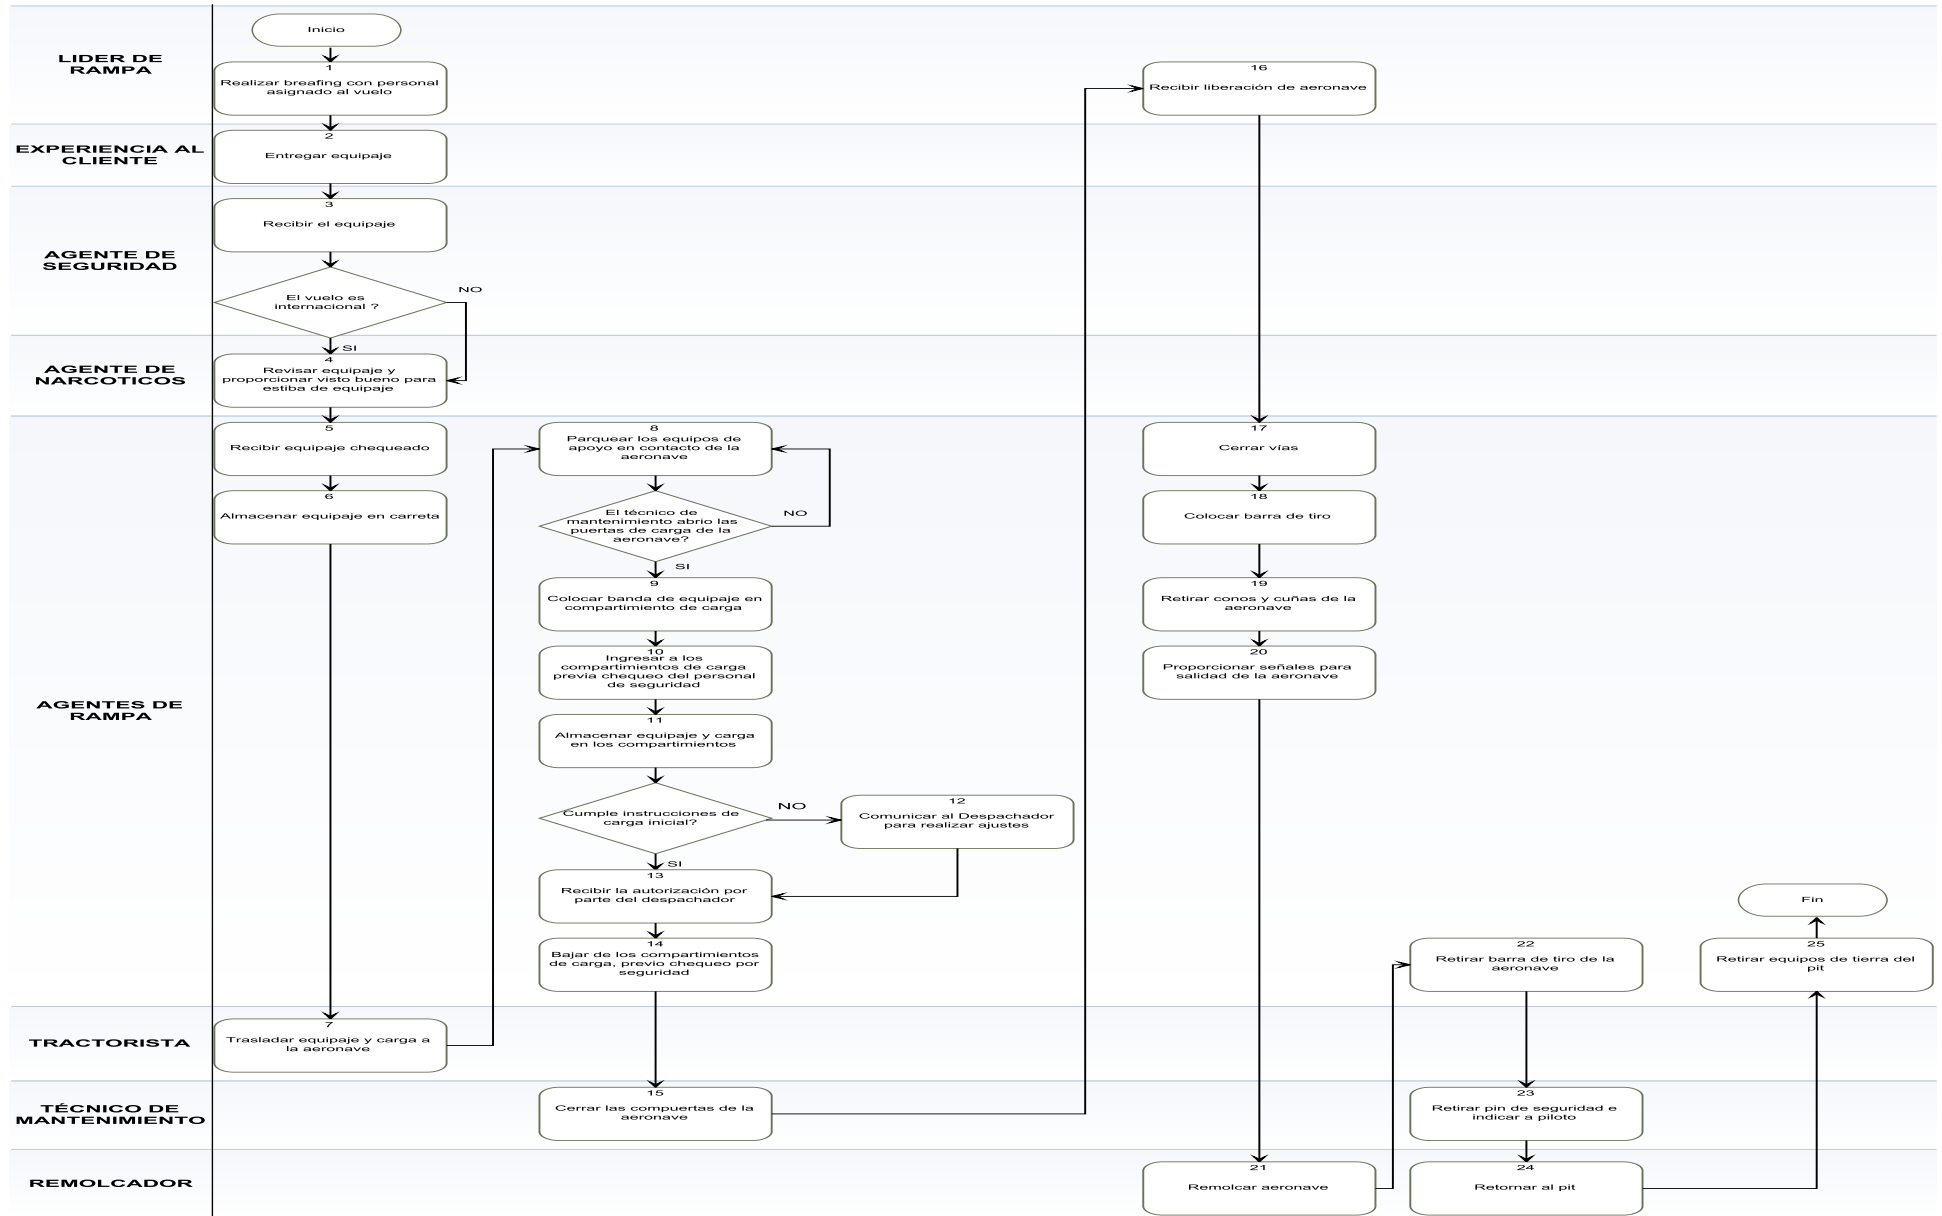 LIDER DE
RAMPA
Inicio
1
Realizar breafing con personal
asignado al vuelo
16
Recibir liberación de aeronave
EXPERIENCIA AL
CLIENTE
2
Entregar equipaje
AGENTE DE
SEGURIDAD
3
Recibir el equipaje
El vuelo es
internacional ?
NO
SI
AGENTE DE
NARCOTICOS
4
Revisar equipaje y
proporcionar visto bueno para
estiba de equipaje
AGENTES DE
RAMPA
5
Recibir equipaje chequeado
6
Almacenar equipaje en carreta
8
Parquear los equipos de
apoyo en contacto de la
aeronave
El técnico de
mantenimiento abrio las
puertas de carga de la
aeronave?
NO
SI
9
Colocar banda de equipaje en
compartimiento de carga
10
Ingresar a los
compartimientos de carga
previa chequeo del personal
de seguridad
11
Almacenar equipaje y carga
en los compartimientos
Cumple instrucciones de
carga inicial?
NO
12
Comunicar al Despachador
para realizar ajustes
SI
13
Recibir la autorización por
parte del despachador
14
Bajar de los compartimientos
de carga, previo chequeo por
seguridad
17
Cerrar vías
18
Colocar barra de tiro
19
Retirar conos y cuñas de la
aeronave
20
Proporcionar señales para
salidad de la aeronave
22
Retirar barra de tiro de la
aeronave
Fin
25
Retirar equipos de tierra del
pit
TRACTORISTA
7
Trasladar equipaje y carga a
la aeronave
TÉCNICO DE
MANTENIMIENTO
15
Cerrar las compuertas de la
aeronave
23
Retirar pin de seguridad e
indicar a piloto
REMOLCADOR
21
Remolcar aeronave
24
Retornar al pit